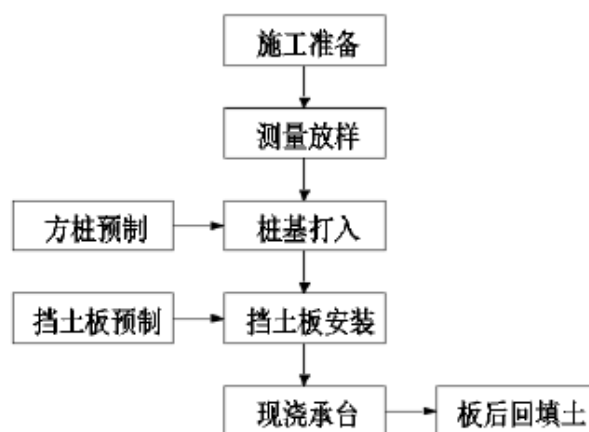 施工准备
测量放样
方桩预制
桩基打入
挡土板预制
挡土板安装
现浇承台
板后回填土